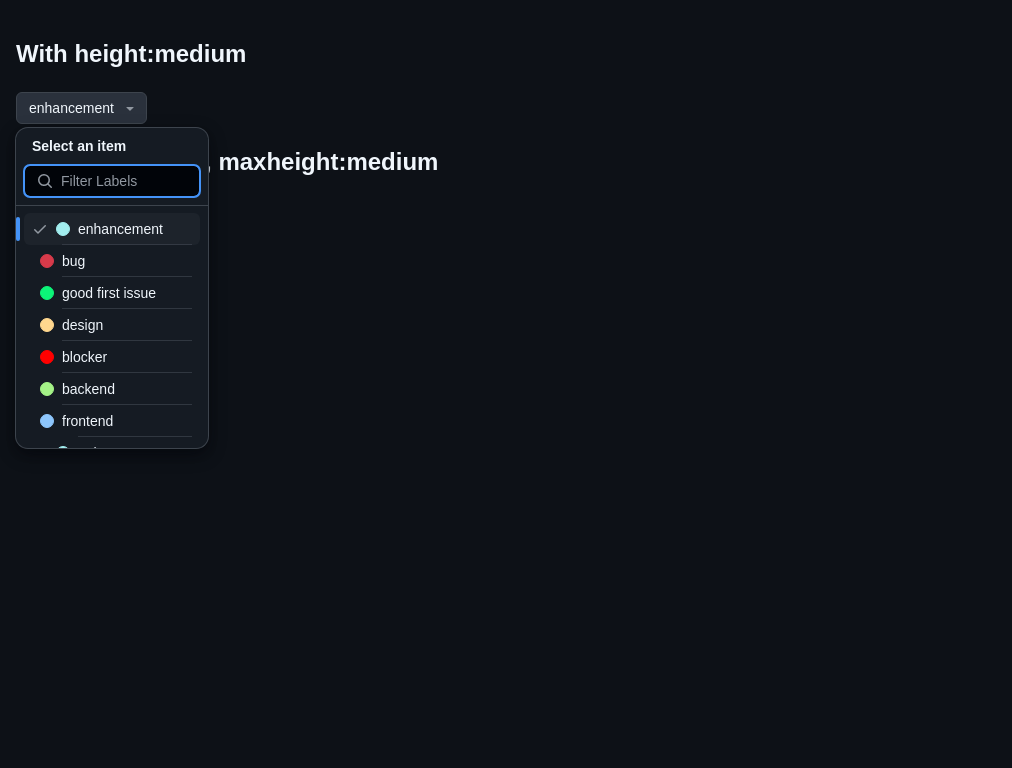 With height:medium
enhancement
Select an item
, maxheight:medium
Filter Labels
enhancement
bug
good first issue
design
blocker
backend
frontend